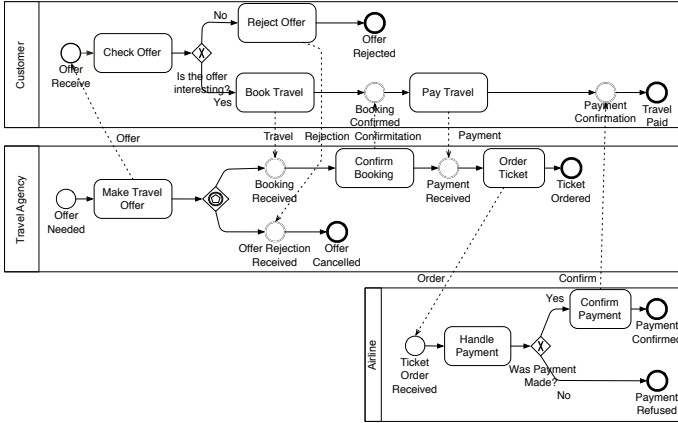 Customer
Offer
Receive
Check Offer
X
Is the offer
interesting?
No
Yes
Reject Offer
Offer
Rejected
Book Travel
Booking
Confirmed
Pay Travel
Payment
Confirmation
Travel
Paid
Offer
Travel
Rejection
Confirmitation
Payment
Travel Agency
Offer
Needed
Make Travel
Offer
Booking
Received
Confirm
Booking
Payment
Received
Order
Ticket
Ticket
Ordered
Offer Rejection
Received
Offer
Cancelled
Order
Confirm
Airline
Ticket
Order
Received
Handle
Payment
X
Was Payment
Made?
Yes
No
Confirm
Payment
Payment
Confirmed
Payment
Refused